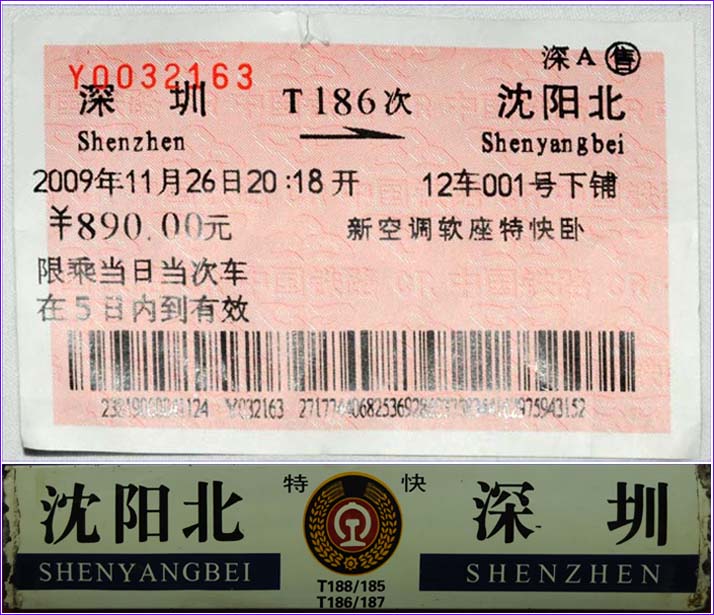 深A售
Y0032163
深 圳 T186次 沈阳北
Shenzhen Shenyangbei
2009年11月26日20:18开 12车001号下铺
¥890.00元 新空调软座特快卧
限乘当日当次车
在5日内到有效
Y032163
特 快
沈阳北 深 圳
SHENYANGBEI SHENZHEN
T188/185
T186/187